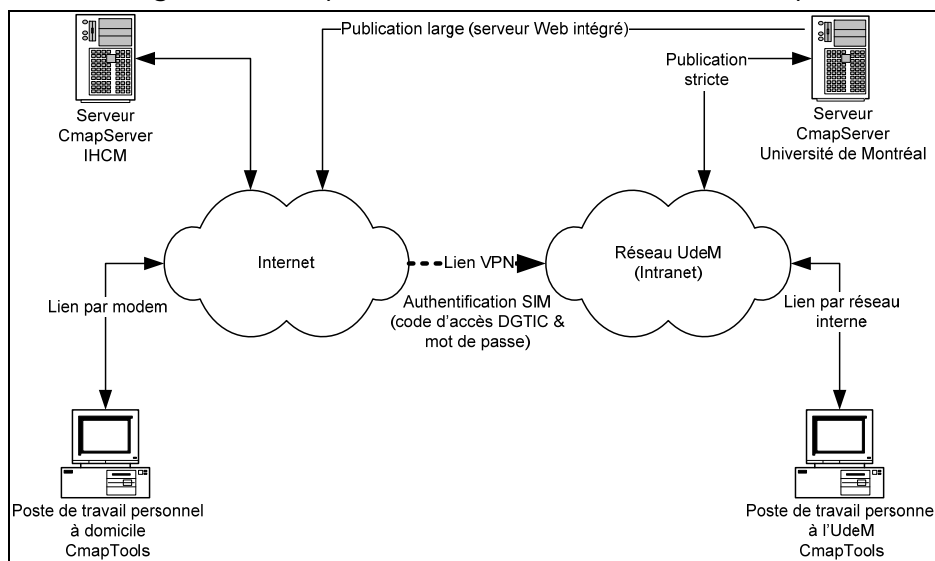 Publication large (serveur Web intégré)
Publication
stricte
Serveur
CmapServer
IHCM
Serveur
CmapServer
Université de Montréal
Internet
Lien VPN
Réseau UdeM
(Intranet)
Authentification SIM
(code d'accès DGTIC &
mot de passe)
Lien par modem
Lien par réseau
interne
Poste de travail personnel
à domicile
CmapTools
Poste de travail personne
à l'UdeM
CmapTools